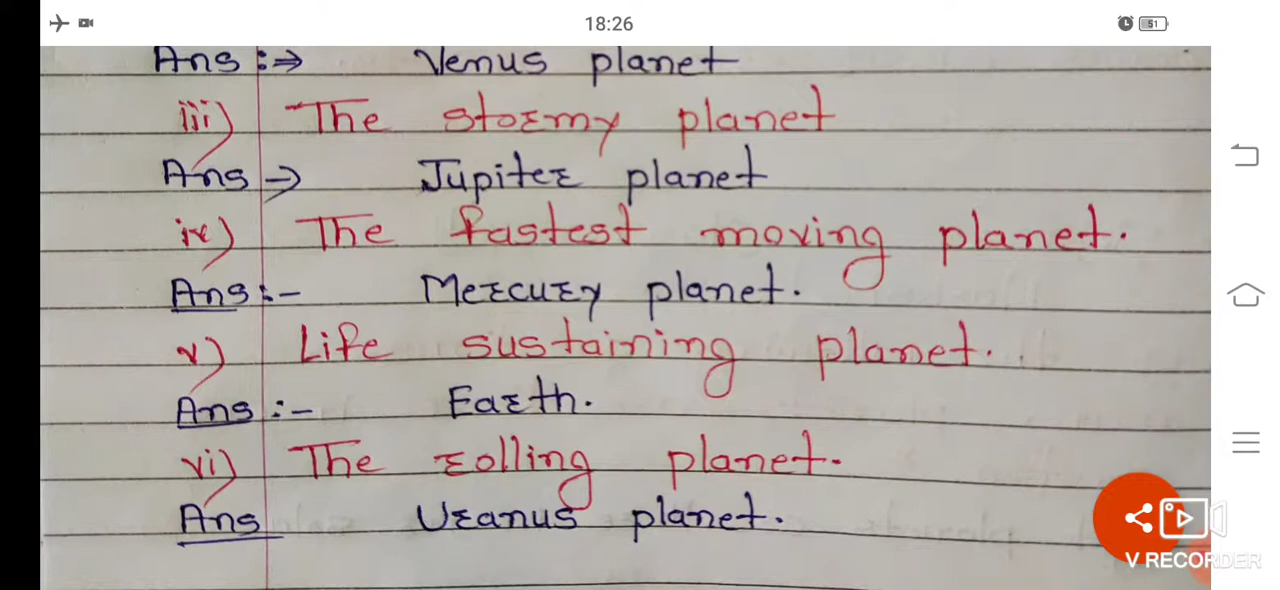 18:26
51
Ans :⇒ Venus planet
iii) The stormy planet
Ans → Jupiter planet
iv) The fastest moving planet.
Ans :- Mercury planet.
v) Life sustaining planet.
Ans :- Earth.
vi) The rolling planet.
Ans Uranus planet.
V RECORDER